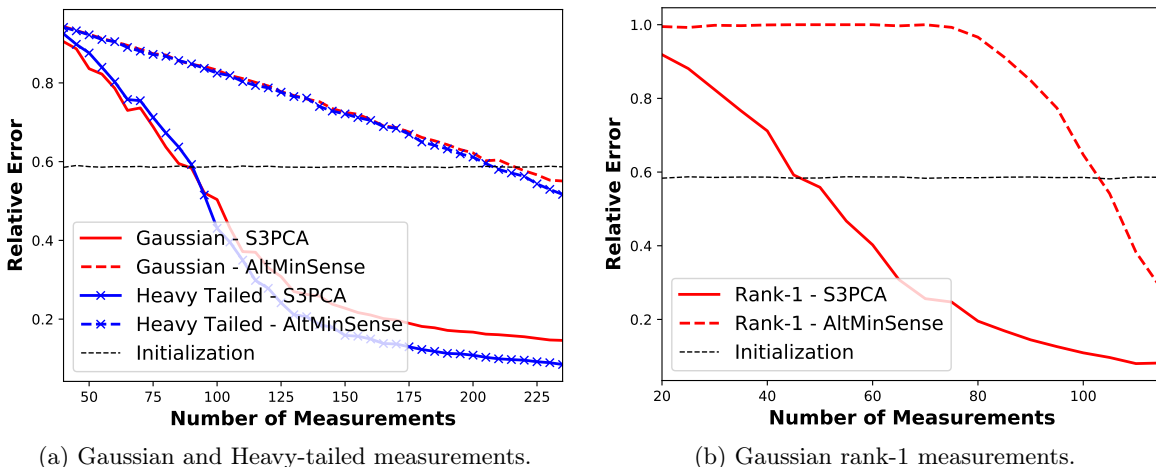 Relative Error
0.8
0.6
0.4
0.2
Gaussian - S3PCA
Gaussian - AltMinSense
Heavy Tailed - S3PCA
Heavy Tailed - AltMinSense
Initialization
50 75 100 125 150 175 200 225
Number of Measurements
(a) Gaussian and Heavy-tailed measurements.
Relative Error
1.0
0.8
0.6
0.4
0.2
Rank-1 - S3PCA
Rank-1 - AltMinSense
Initialization
20 40 60 80 100
Number of Measurements
(b) Gaussian rank-1 measurements.